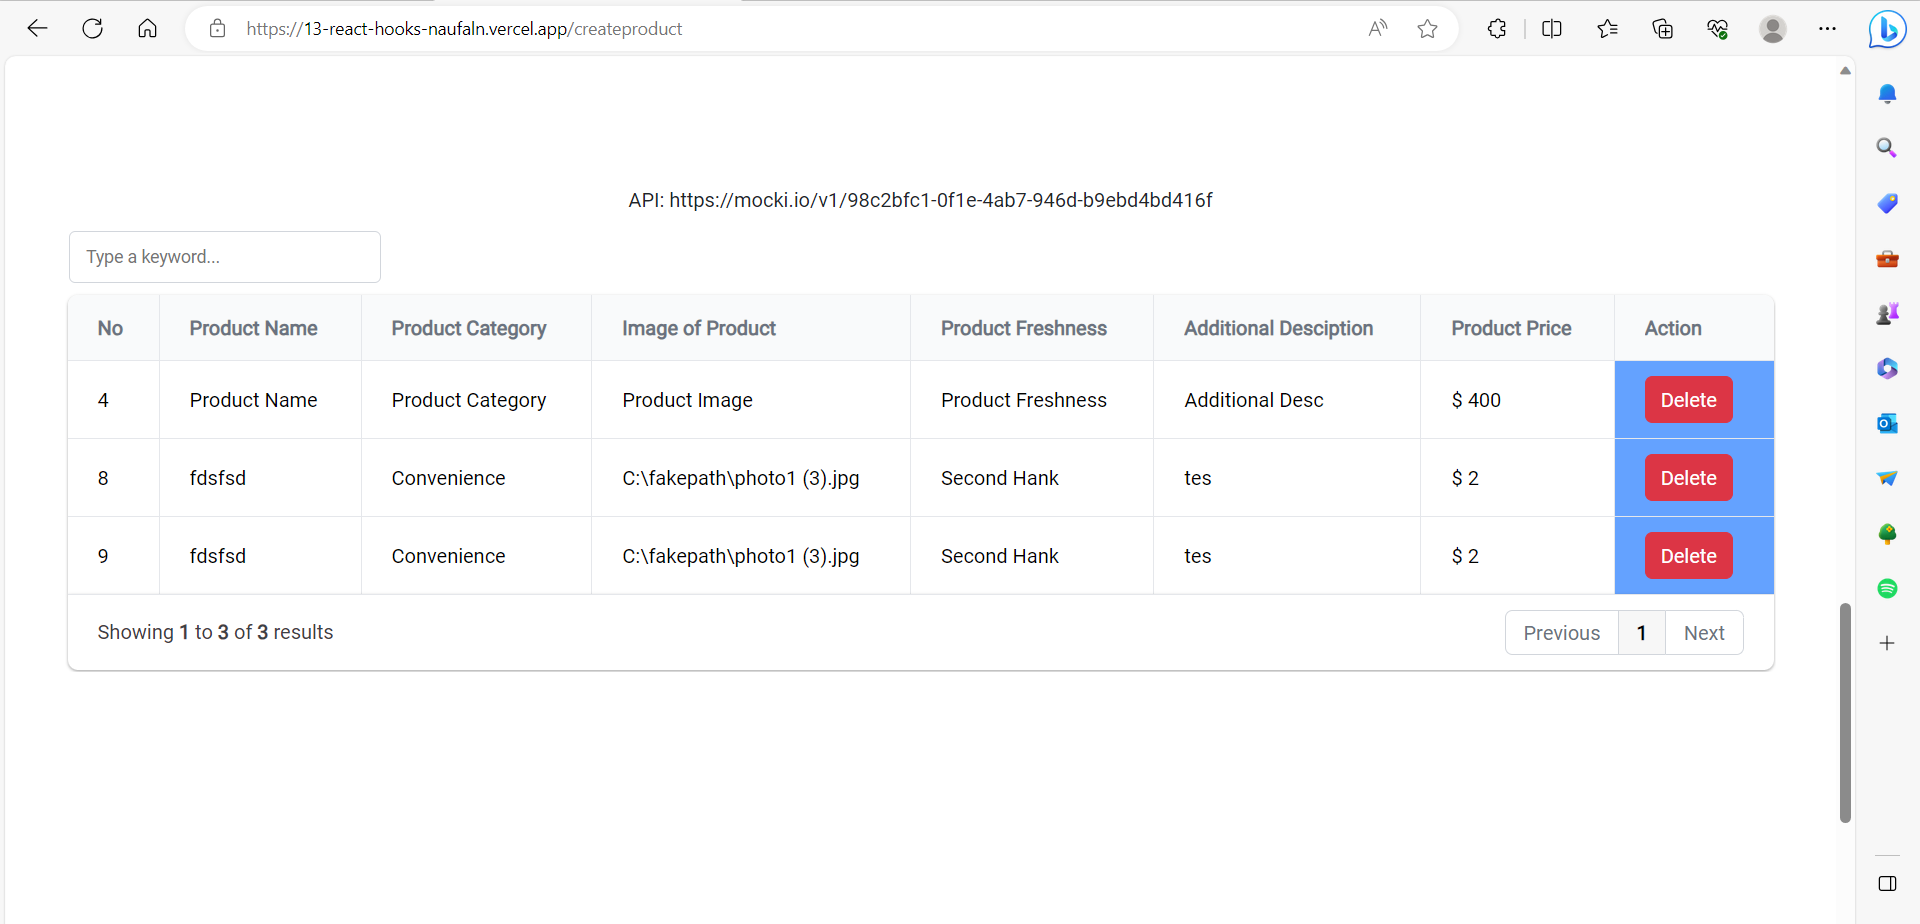 https://13-react-hooks-naufaln.vercel.app/createproduct
API: https://mocki.io/v1/98c2bfc1-0f1e-4ab7-946d-b9ebd4bd416f
Type a keyword...
No Product Name Product Category Image of Product Product Freshness Additional Desciption Product Price Action
4 Product Name Product Category Product Image Product Freshness Additional Desc $ 400 Delete
8 fdsfsd Convenience C:\fakepath\photo1 (3).jpg Second Hank tes $ 2 Delete
9 fdsfsd Convenience C:\fakepath\photo1 (3).jpg Second Hank tes $ 2 Delete
Showing 1 to 3 of 3 results Previous 1 Next